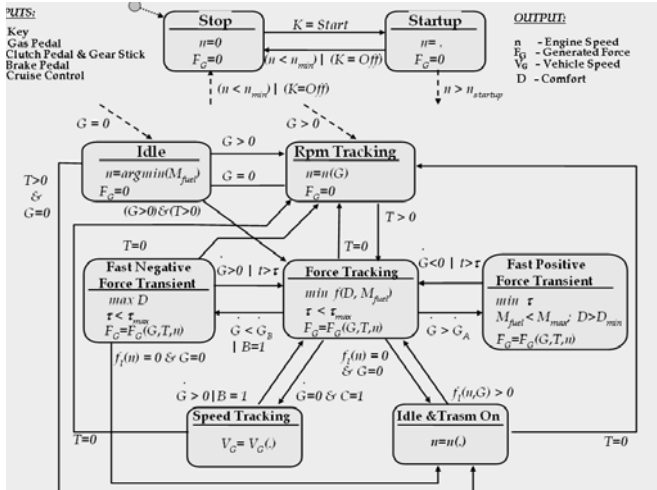 PUTS:
Key
Gas Pedal
Clutch Pedal & Gear Stick
Brake Pedal
Cruise Control
Stop
n=0
F_G=0
K = Start
(n < n_min) | (K = Off)
Startup
n= .
F_G=0
OUTPUT:
n - Engine Speed
F_G - Generated Force
V_G - Vehicle Speed
D - Comfort
(n < n_min) | (K=Off)
n > n_startup
G = 0
G > 0
Idle
n=argmin(M_fuel)
F_G=0
G > 0
G = 0
Rpm Tracking
n=n(G)
F_G=0
T>0
&
G=0
(G>0)&(T>0)
T=0
T=0
T > 0
Fast Negative
Force Transient
max D
τ < τ_max
F_G=F_G(G,T,n)
Ġ>0 | t>τ
Ġ < Ġ_B
| B=1
Force Tracking
min f(D, M_fuel)
τ < τ_max
F_G=F_G(G,T,n)
Ġ<0 | t>τ
Ġ > Ġ_A
Fast Positive
Force Transient
min τ
M_fuel<M_max; D>D_min
F_G=F_G(G,T,n)
f_l(n) = 0 & G=0
f_l(n) = 0
& G=0
Ġ > 0 | B = 1
Ġ=0 & C=1
f_l(n,G) > 0
Speed Tracking
V_G= V_G(.)
Idle &Trasm On
n=n(.)
T=0
T=0